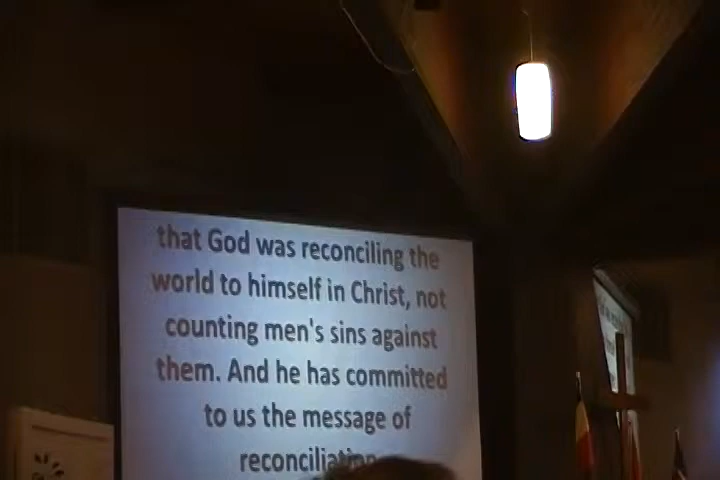 that God was reconciling the
world to himself in Christ, not
counting men's sins against
them. And he has committed
to us the message of
reconciliation